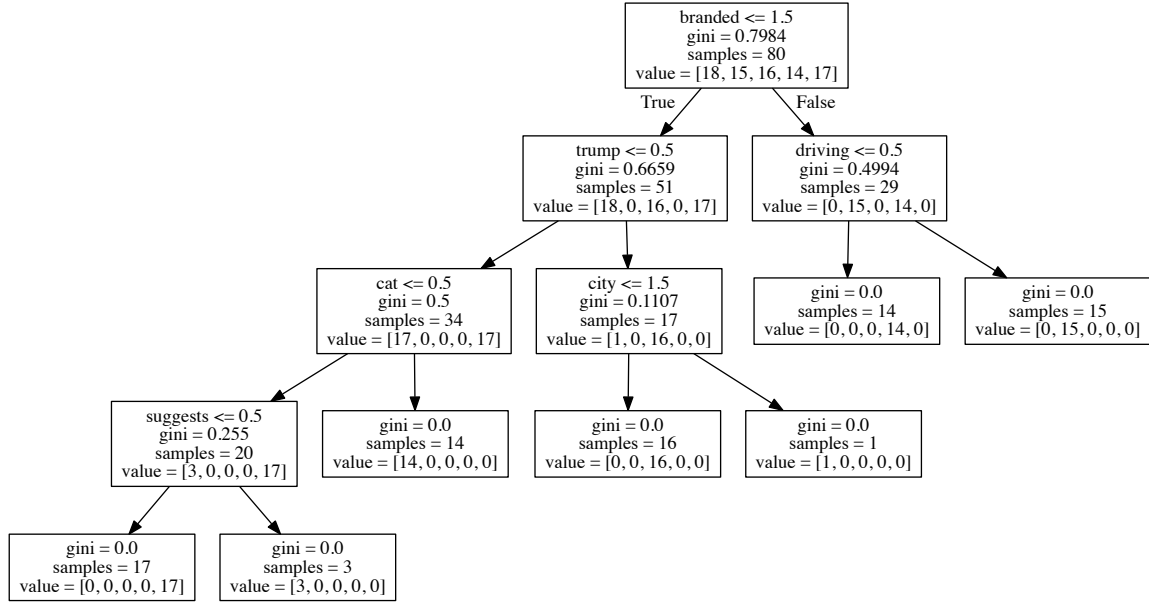 branded <= 1.5
gini = 0.7984
samples = 80
value = [18, 15, 16, 14, 17]
True
False
trump <= 0.5
gini = 0.6659
samples = 51
value = [18, 0, 16, 0, 17]
driving <= 0.5
gini = 0.4994
samples = 29
value = [0, 15, 0, 14, 0]
cat <= 0.5
gini = 0.5
samples = 34
value = [17, 0, 0, 0, 17]
city <= 1.5
gini = 0.1107
samples = 17
value = [1, 0, 16, 0, 0]
gini = 0.0
samples = 14
value = [0, 0, 0, 14, 0]
gini = 0.0
samples = 15
value = [0, 15, 0, 0, 0]
suggests <= 0.5
gini = 0.255
samples = 20
value = [3, 0, 0, 0, 17]
gini = 0.0
samples = 14
value = [14, 0, 0, 0, 0]
gini = 0.0
samples = 16
value = [0, 0, 16, 0, 0]
gini = 0.0
samples = 1
value = [1, 0, 0, 0, 0]
gini = 0.0
samples = 17
value = [0, 0, 0, 0, 17]
gini = 0.0
samples = 3
value = [3, 0, 0, 0, 0]